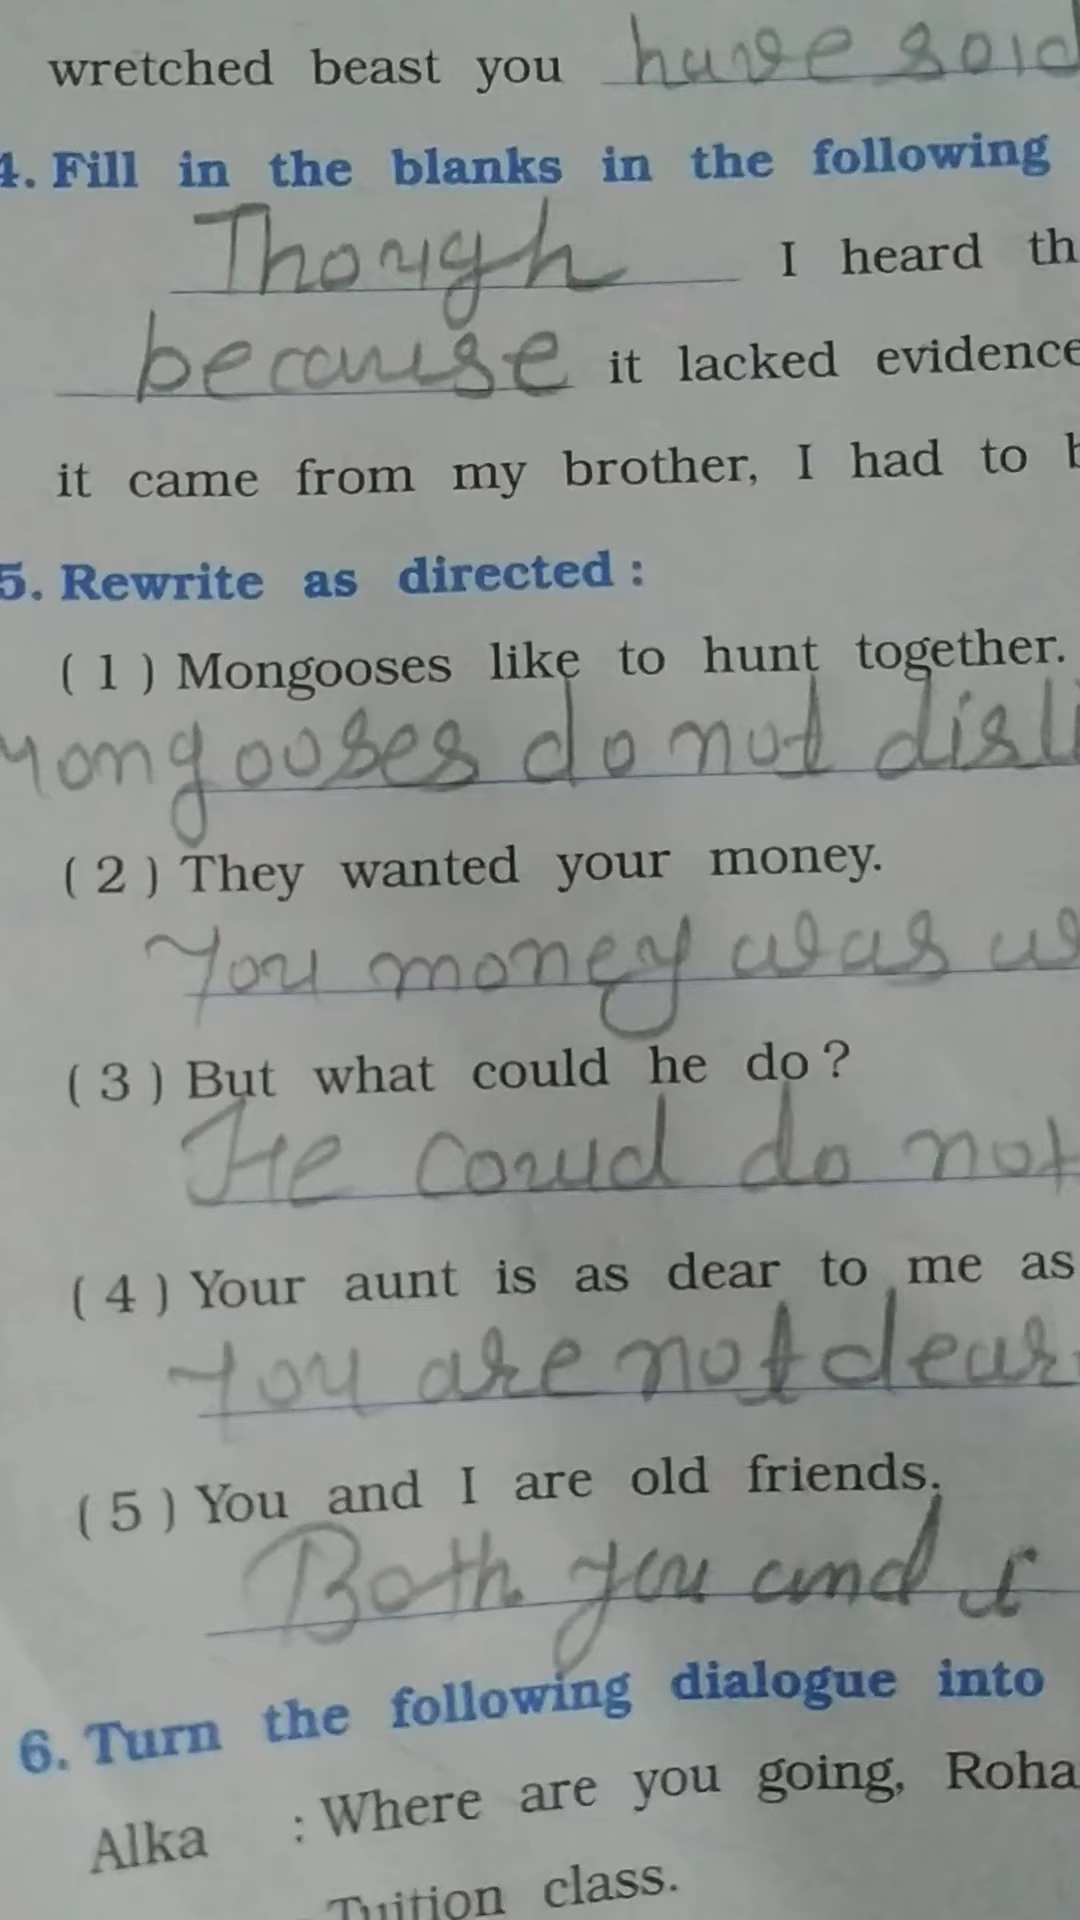 wretched beast you have sold
4. Fill in the blanks in the following
Though I heard th
because it lacked evidence
it came from my brother, I had to b
5. Rewrite as directed :
( 1 ) Mongooses like to hunt together.
Mongooses do not disli
( 2 ) They wanted your money.
You money was w
( 3 ) But what could he do ?
He coud do not
( 4 ) Your aunt is as dear to me as
You are not dear
( 5 ) You and I are old friends.
Both you and I
6. Turn the following dialogue into
Alka : Where are you going, Roha
Tuition class.